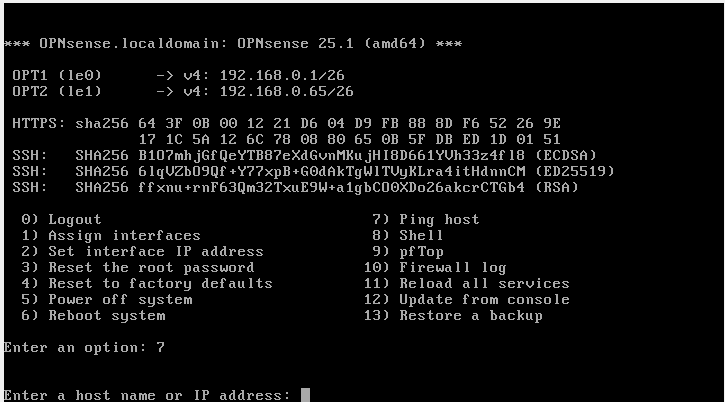 *** OPNsense.localdomain: OPNsense 25.1 (amd64) ***
OPT1 (le0) -> v4: 192.168.0.1/26
OPT2 (le1) -> v4: 192.168.0.65/26
HTTPS: sha256 64 3F 0B 00 12 21 D6 04 D9 FB 88 8D F6 52 26 9E
17 1C 5A 12 6C 78 08 80 65 0B 5F DB ED 1D 01 51
SSH: SHA256 B1O7mhjGfQeYTB87eXdGvnMKujHI8D661YVh33z4fl8 (ECDSA)
SSH: SHA256 6lqVZbO9Qf+Y77xpB+G0dAkTgWlTVyKLra4itHdnnCM (ED25519)
SSH: SHA256 ffxnu+rnF63Qm32TxuE9W+a1gbCO0XDo26akcrCTGb4 (RSA)
0) Logout 7) Ping host
1) Assign interfaces 8) Shell
2) Set interface IP address 9) pfTop
3) Reset the root password 10) Firewall log
4) Reset to factory defaults 11) Reload all services
5) Power off system 12) Update from console
6) Reboot system 13) Restore a backup
Enter an option: 7
Enter a host name or IP address: